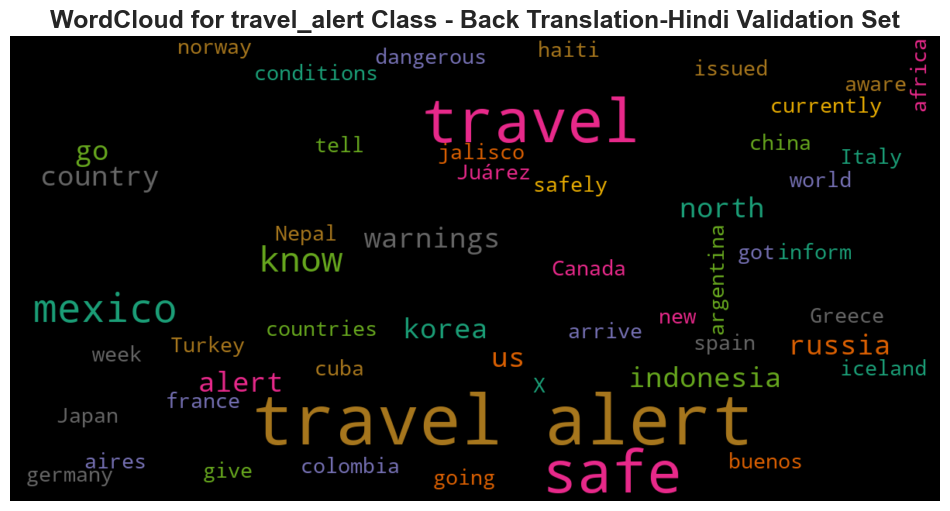 WordCloud for travel_alert Class - Back Translation-Hindi Validation Set
norway
dangerous
haiti
africa
conditions
issued
aware
currently
travel
go
tell
jalisco
china
Italy
country
Juárez
safely
world
north
Nepal
warnings
know
argentina
got
inform
Canada
mexico
countries
korea
arrive
new
Greece
week
Turkey
us
spain
russia
alert
cuba
X
indonesia
iceland
france
Japan
travel alert
aires
give
colombia
going
safe
buenos
germany